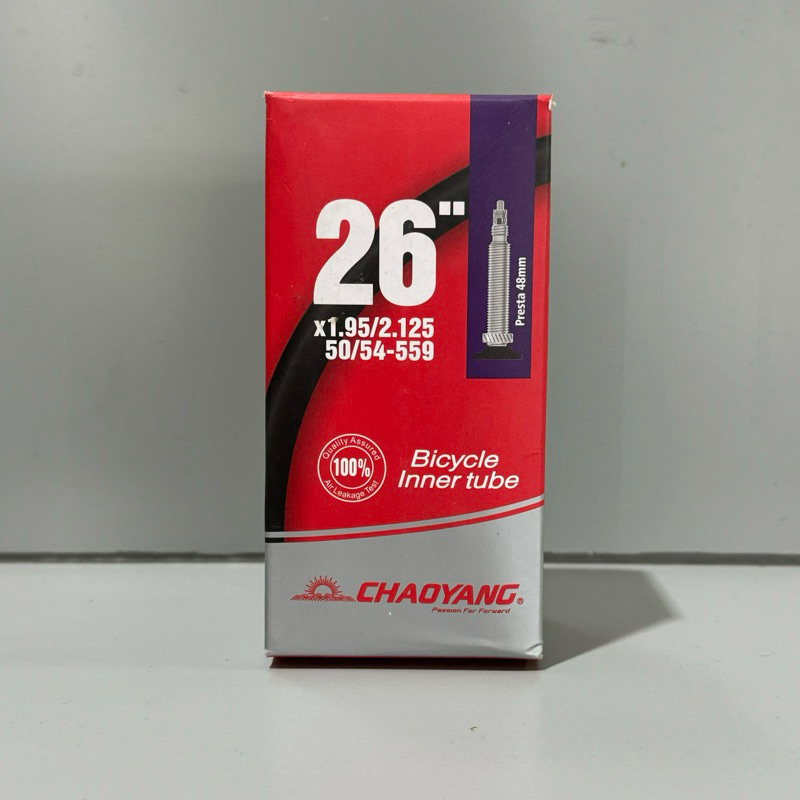 26"
x1.95/2.125
50/54-559
Presta 48mm
Quality Assured
100%
Air Leakage Test
Bicycle
Inner tube
CHAOYANG®
Passion For Forward